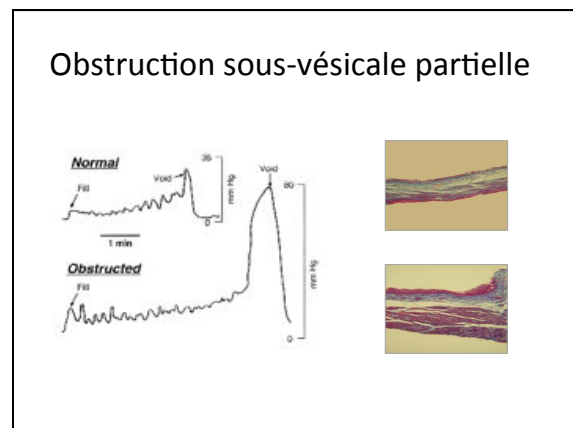 Obstruction sous-vésicale partielle
Normal
Fill
Void
35
0
mm Hg
1 min
Obstructed
Fill
Void
80
0
mm Hg